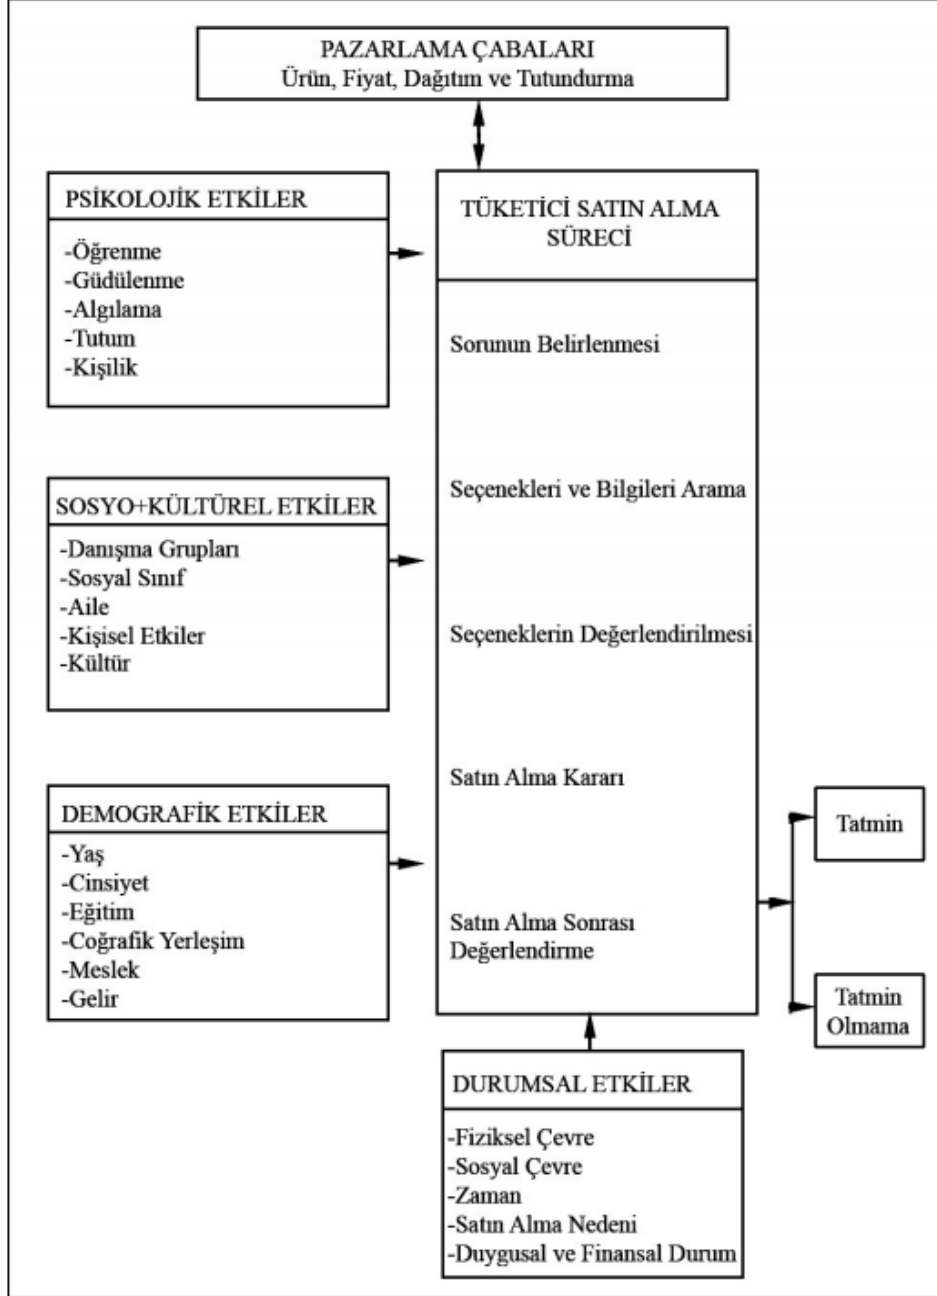 PAZARLAMA ÇABALARI
Ürün, Fiyat, Dağıtım ve Tutundurma
PSİKOLOJİK ETKİLER
-Öğrenme
-Güdülenme
-Algılama
-Tutum
-Kişilik
SOSYO+KÜLTÜREL ETKİLER
-Danışma Grupları
-Sosyal Sınıf
-Aile
-Kişisel Etkiler
-Kültür
DEMOGRAFİK ETKİLER
-Yaş
-Cinsiyet
-Eğitim
-Coğrafik Yerleşim
-Meslek
-Gelir
TÜKETİCİ SATIN ALMA
SÜRECİ
Sorunun Belirlenmesi
Seçenekleri ve Bilgileri Arama
Seçeneklerin Değerlendirilmesi
Satın Alma Kararı
Satın Alma Sonrası
Değerlendirme
Tatmin
Tatmin
Olmama
DURUMSAL ETKİLER
-Fiziksel Çevre
-Sosyal Çevre
-Zaman
-Satın Alma Nedeni
-Duygusal ve Finansal Durum